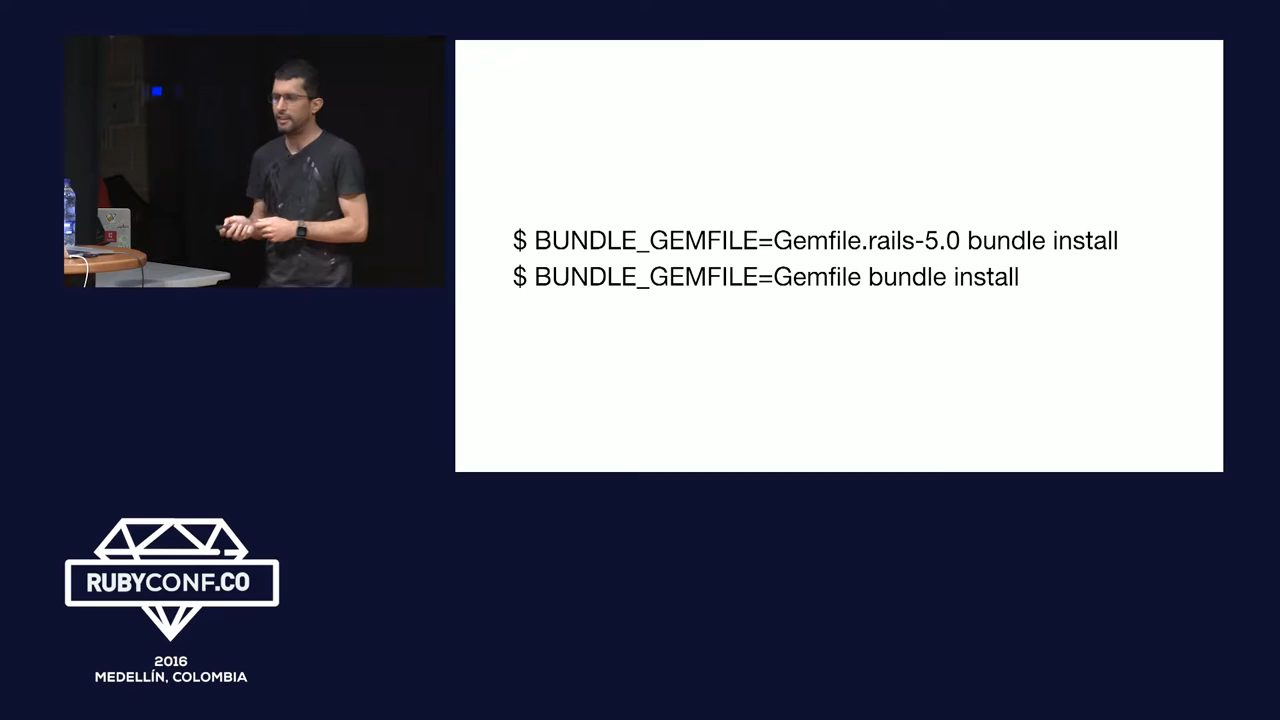 $ BUNDLE_GEMFILE=Gemfile.rails-5.0 bundle install
$ BUNDLE_GEMFILE=Gemfile bundle install
RUBYCONF.CO
2016
MEDELLÍN, COLOMBIA